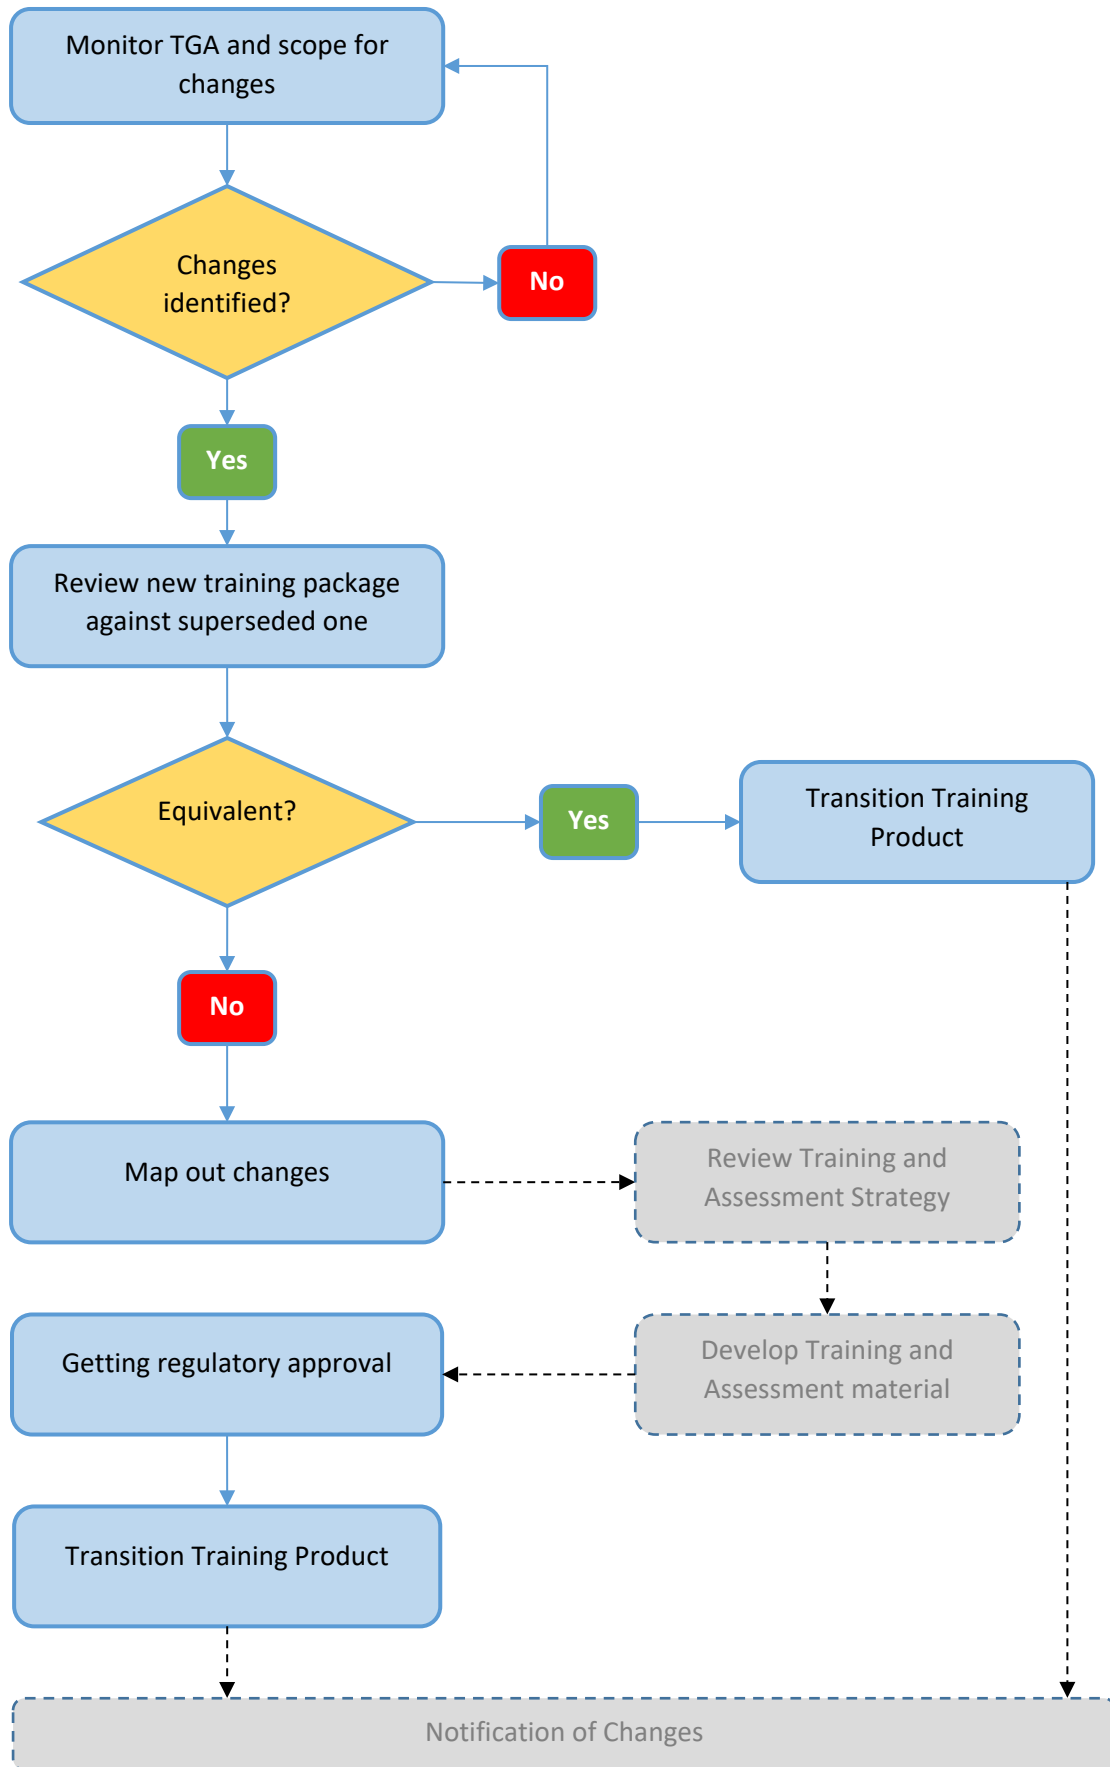 Monitor TGA and scope for
changes
Changes
identified?
No
Yes
Review new training package
against superseded one
Equivalent?
Yes
Transition Training
Product
No
Map out changes
Review Training and
Assessment Strategy
Getting regulatory approval
Develop Training and
Assessment material
Transition Training Product
Notification of Changes